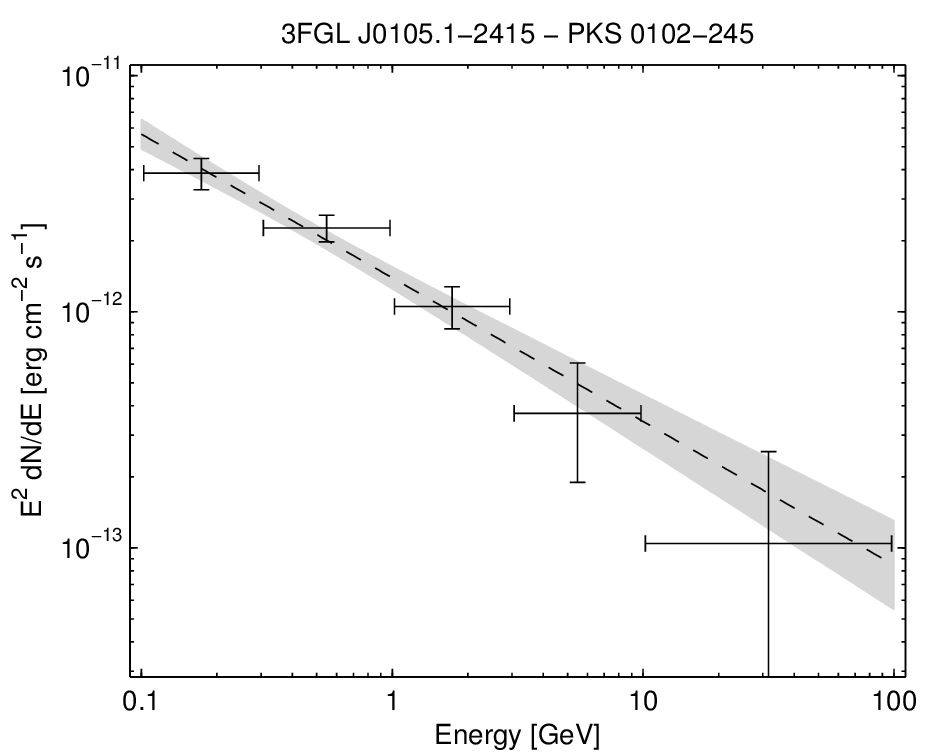 3FGL J0105.1−2415 − PKS 0102−245
10⁻¹¹
10⁻¹²
10⁻¹³
E² dN/dE [erg cm⁻² s⁻¹]
0.1 1 10 100
Energy [GeV]